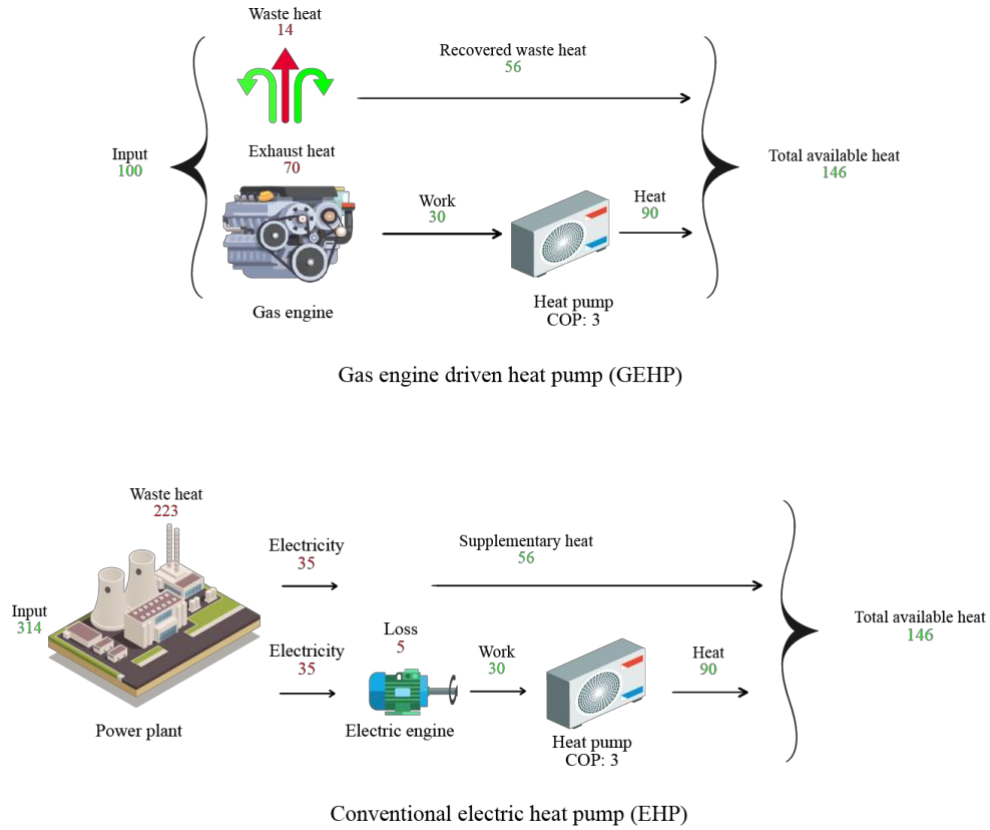 Waste heat
14
Recovered waste heat
56
Input
100
Exhaust heat
70
Total available heat
146
Work
30
Heat
90
Gas engine
Heat pump
COP: 3
Gas engine driven heat pump (GEHP)
Waste heat
223
Electricity
35
Supplementary heat
56
Input
314
Total available heat
146
Electricity
35
Loss
5
Work
30
Heat
90
Power plant
Electric engine
Heat pump
COP: 3
Conventional electric heat pump (EHP)